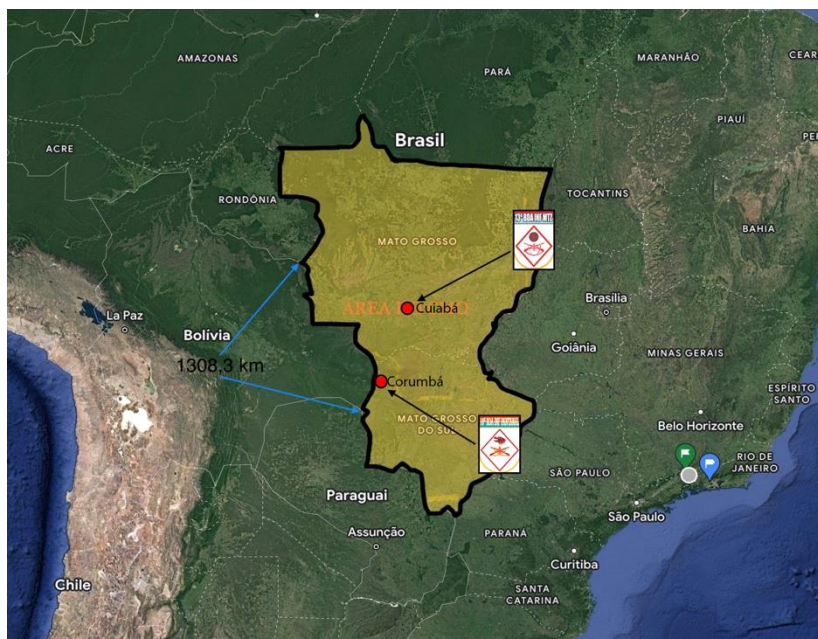 AMAZONAS
PARÁ
MARANHÃO
CEAR
Brasil
PIAUÍ
PER
ACRE
RONDÔNIA
TOCANTINS
MATO GROSSO
BAHIA
Brasília
Cuiabá
La Paz
Bolívia
Goiânia
1308,3 km
MINAS GERAIS
Corumbá
ESPÍRITO
SANTO
MATO GROSSO
DO SUL
Belo Horizonte
RIO DE
JANEIRO
SÃO PAULO
Paraguai
São Paulo
Assunção
PARANÁ
Curitiba
Chile
SANTA
CATARINA